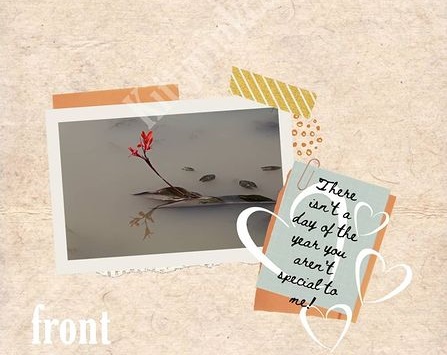 There
isn't a
day of the
year you
aren't
special to
me!
front